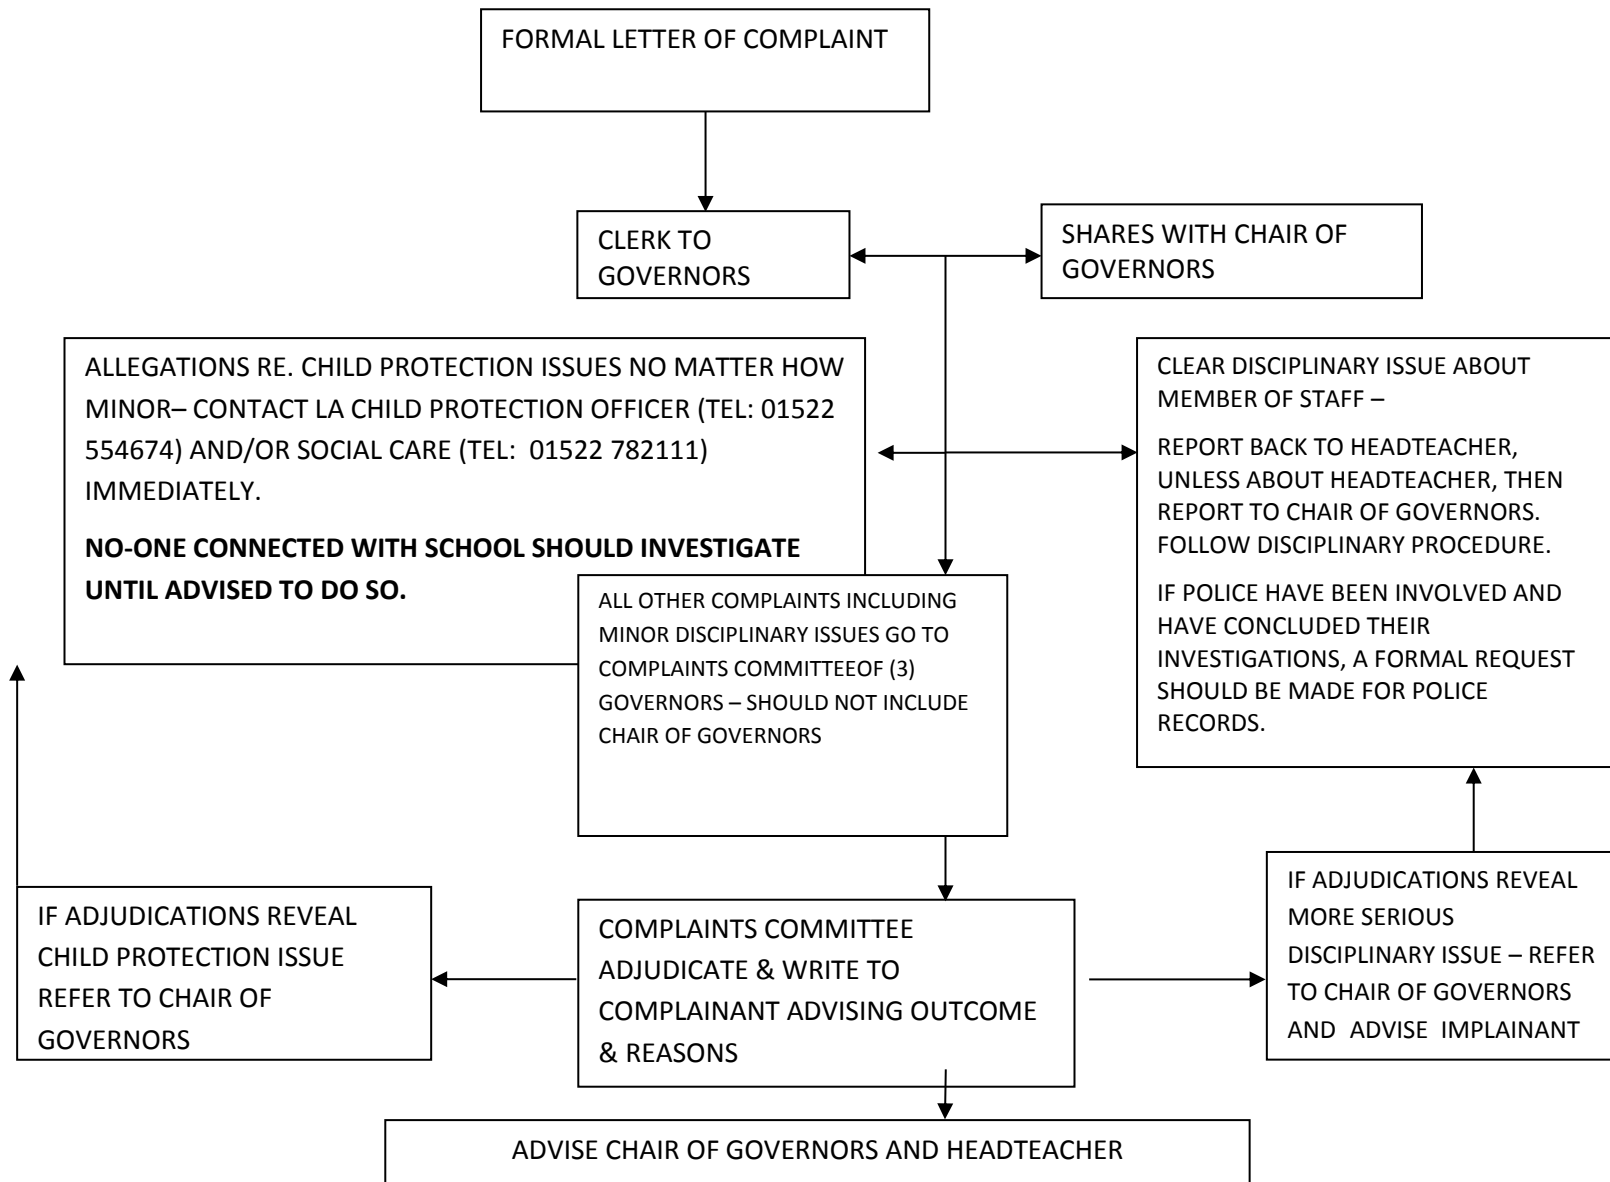 FORMAL LETTER OF COMPLAINT
CLERK TO
GOVERNORS
SHARES WITH CHAIR OF
GOVERNORS
ALLEGATIONS RE. CHILD PROTECTION ISSUES NO MATTER HOW
MINOR– CONTACT LA CHILD PROTECTION OFFICER (TEL: 01522
554674) AND/OR SOCIAL CARE (TEL:  01522 782111)
IMMEDIATELY.
NO-ONE CONNECTED WITH SCHOOL SHOULD INVESTIGATE
UNTIL ADVISED TO DO SO.
CLEAR DISCIPLINARY ISSUE ABOUT
MEMBER OF STAFF –
REPORT BACK TO HEADTEACHER,
UNLESS ABOUT HEADTEACHER, THEN
REPORT TO CHAIR OF GOVERNORS.
FOLLOW DISCIPLINARY PROCEDURE.
IF POLICE HAVE BEEN INVOLVED AND
HAVE CONCLUDED THEIR
INVESTIGATIONS, A FORMAL REQUEST
SHOULD BE MADE FOR POLICE
RECORDS.
ALL OTHER COMPLAINTS INCLUDING
MINOR DISCIPLINARY ISSUES GO TO
COMPLAINTS COMMITTEEOF (3)
GOVERNORS – SHOULD NOT INCLUDE
CHAIR OF GOVERNORS
IF ADJUDICATIONS REVEAL
CHILD PROTECTION ISSUE
REFER TO CHAIR OF
GOVERNORS
COMPLAINTS COMMITTEE
ADJUDICATE & WRITE TO
COMPLAINANT ADVISING OUTCOME
& REASONS
IF ADJUDICATIONS REVEAL
MORE SERIOUS
DISCIPLINARY ISSUE – REFER
TO CHAIR OF GOVERNORS
AND ADVISE IMPLAINANT
ADVISE CHAIR OF GOVERNORS AND HEADTEACHER